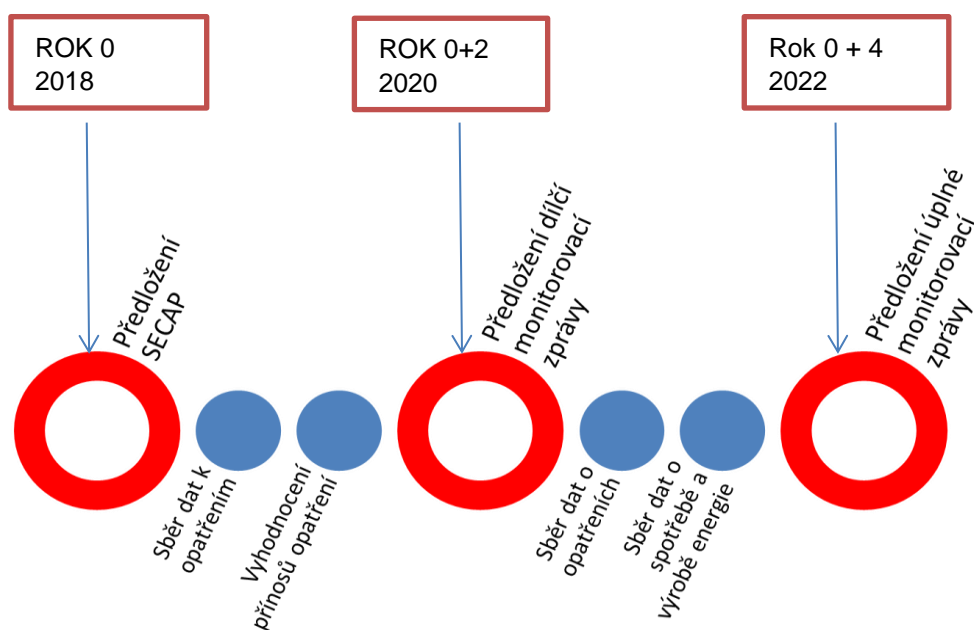 ROK 0
2018
ROK 0+2
2020
Rok 0 + 4
2022
Předložení
SECAP
Předložení dílčí
monitorovací
zprávy
Předložení úplné
monitorovací
zprávy
Sběr dat k
opatřením
Vyhodnocení
přínosů opatření
Sběr dat o
opatřeních
Sběr dat o
spotřebě a
výrobě energie